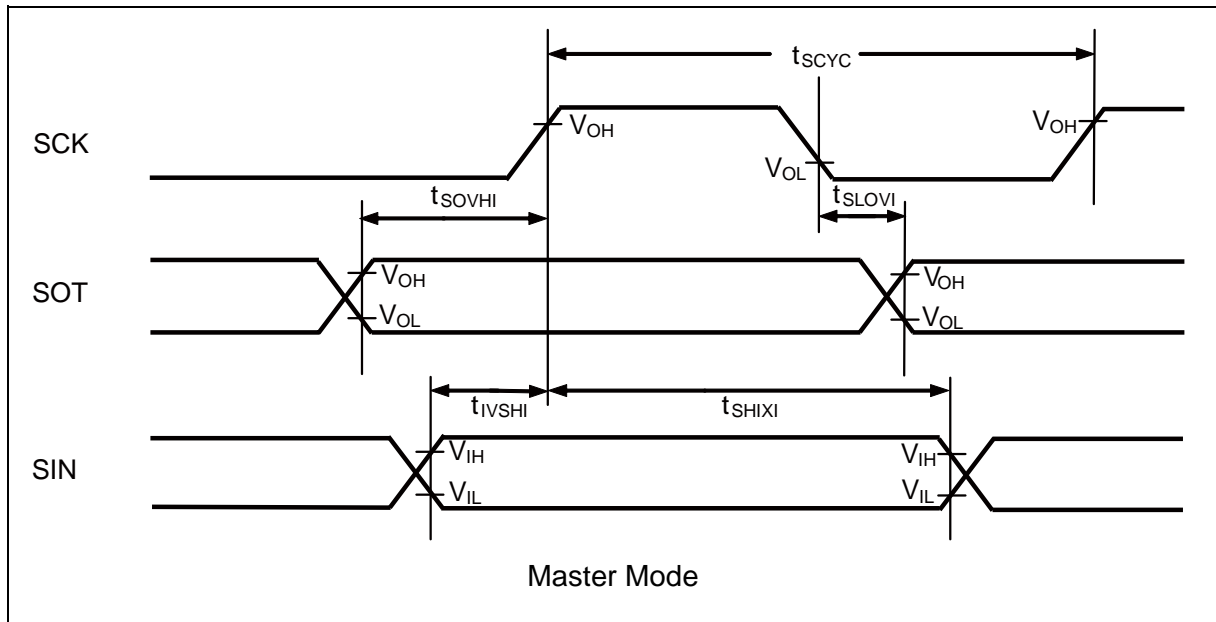 tSCYC
SCK
VOH
VOH
VOL
tSOVHI
tSLOVI
SOT
VOH
VOH
VOL
VOL
tIVSHI
tSHIXI
SIN
VIH
VIH
VIL
VIL
Master Mode